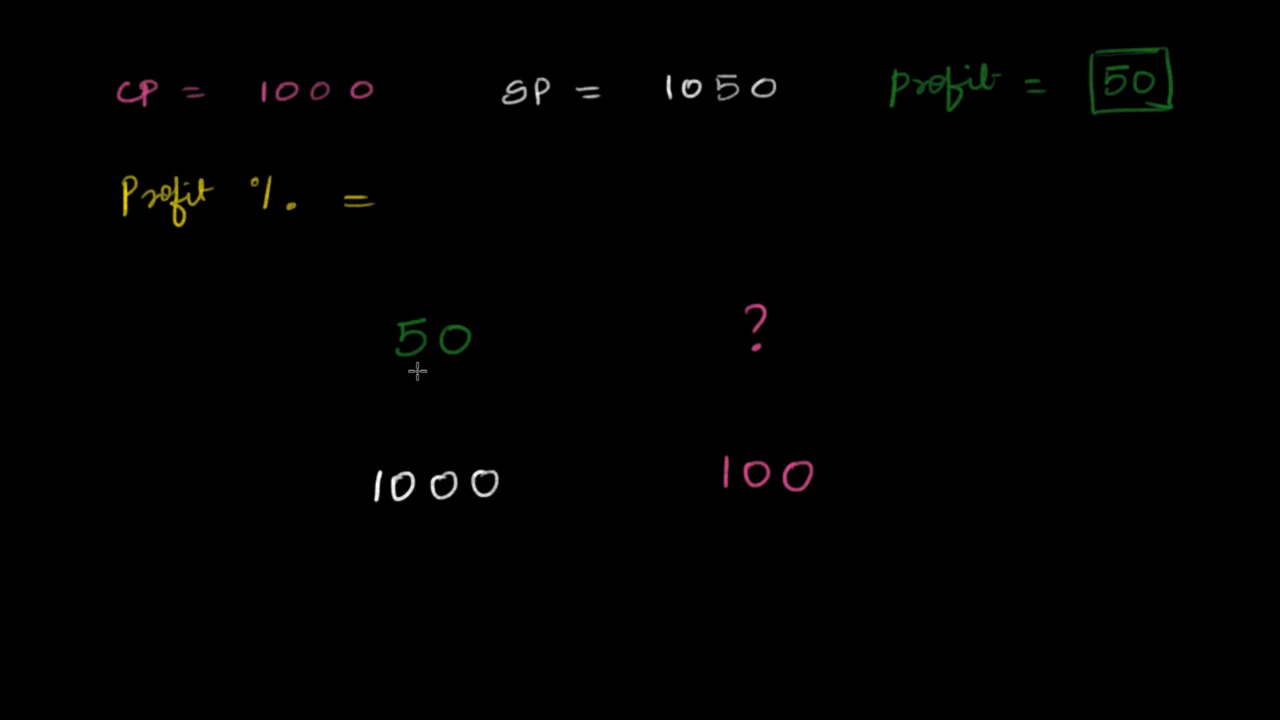 CP = 1000 SP = 1050 Profit = 50
Profit %. =
50 ?
1000 100